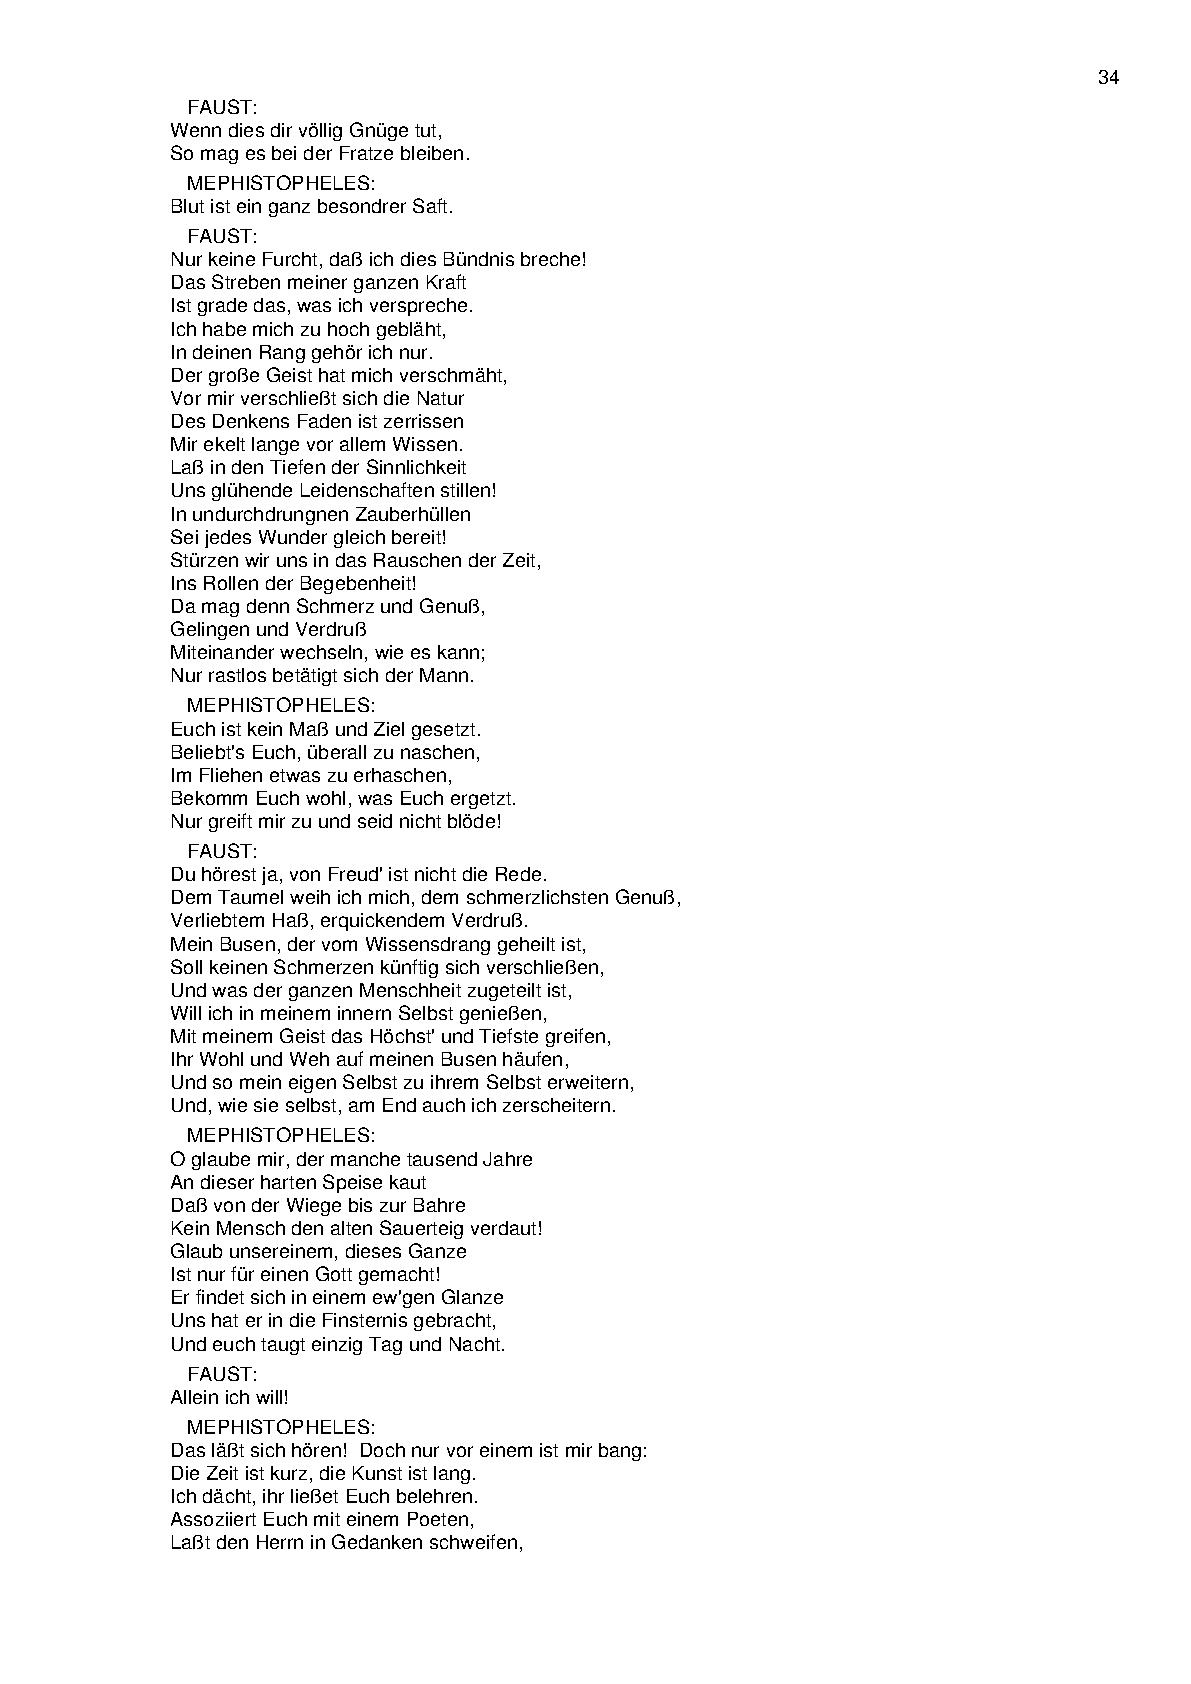 34
FAUST:
Wenn dies dir völlig Gnüge tut,
So mag es bei der Fratze bleiben.
MEPHISTOPHELES:
Blut ist ein ganz besondrer Saft.
FAUST:
Nur keine Furcht, daß ich dies Bündnis breche!
Das Streben meiner ganzen Kraft
Ist grade das, was ich verspreche.
Ich habe mich zu hoch gebläht,
In deinen Rang gehör ich nur.
Der große Geist hat mich verschmäht,
Vor mir verschließt sich die Natur
Des Denkens Faden ist zerrissen
Mir ekelt lange vor allem Wissen.
Laß in den Tiefen der Sinnlichkeit
Uns glühende Leidenschaften stillen!
In undurchdrungnen Zauberhüllen
Sei jedes Wunder gleich bereit!
Stürzen wir uns in das Rauschen der Zeit,
Ins Rollen der Begebenheit!
Da mag denn Schmerz und Genuß,
Gelingen und Verdruß
Miteinander wechseln, wie es kann;
Nur rastlos betätigt sich der Mann.
MEPHISTOPHELES:
Euch ist kein Maß und Ziel gesetzt.
Beliebt's Euch, überall zu naschen,
Im Fliehen etwas zu erhaschen,
Bekomm Euch wohl, was Euch ergetzt.
Nur greift mir zu und seid nicht blöde!
FAUST:
Du hörest ja, von Freud' ist nicht die Rede.
Dem Taumel weih ich mich, dem schmerzlichsten Genuß,
Verliebtem Haß, erquickendem Verdruß.
Mein Busen, der vom Wissensdrang geheilt ist,
Soll keinen Schmerzen künftig sich verschließen,
Und was der ganzen Menschheit zugeteilt ist,
Will ich in meinem innern Selbst genießen,
Mit meinem Geist das Höchst' und Tiefste greifen,
Ihr Wohl und Weh auf meinen Busen häufen,
Und so mein eigen Selbst zu ihrem Selbst erweitern,
Und, wie sie selbst, am End auch ich zerscheitern.
MEPHISTOPHELES:
O glaube mir, der manche tausend Jahre
An dieser harten Speise kaut
Daß von der Wiege bis zur Bahre
Kein Mensch den alten Sauerteig verdaut!
Glaub unsereinem, dieses Ganze
Ist nur für einen Gott gemacht!
Er findet sich in einem ew'gen Glanze
Uns hat er in die Finsternis gebracht,
Und euch taugt einzig Tag und Nacht.
FAUST:
Allein ich will!
MEPHISTOPHELES:
Das läßt sich hören!  Doch nur vor einem ist mir bang:
Die Zeit ist kurz, die Kunst ist lang.
Ich dächt, ihr ließet Euch belehren.
Assoziiert Euch mit einem Poeten,
Laßt den Herrn in Gedanken schweifen,